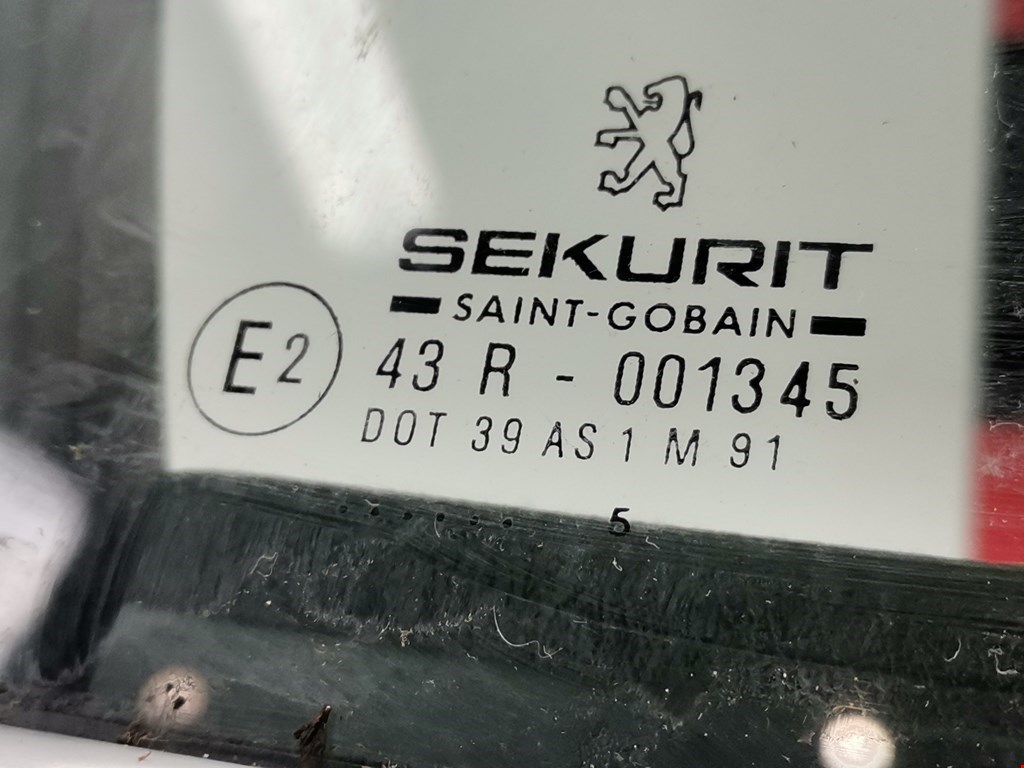 SEKURIT
SAINT-GOBAIN
E2
43 R - 001345
DOT 39 AS 1 M 91
5